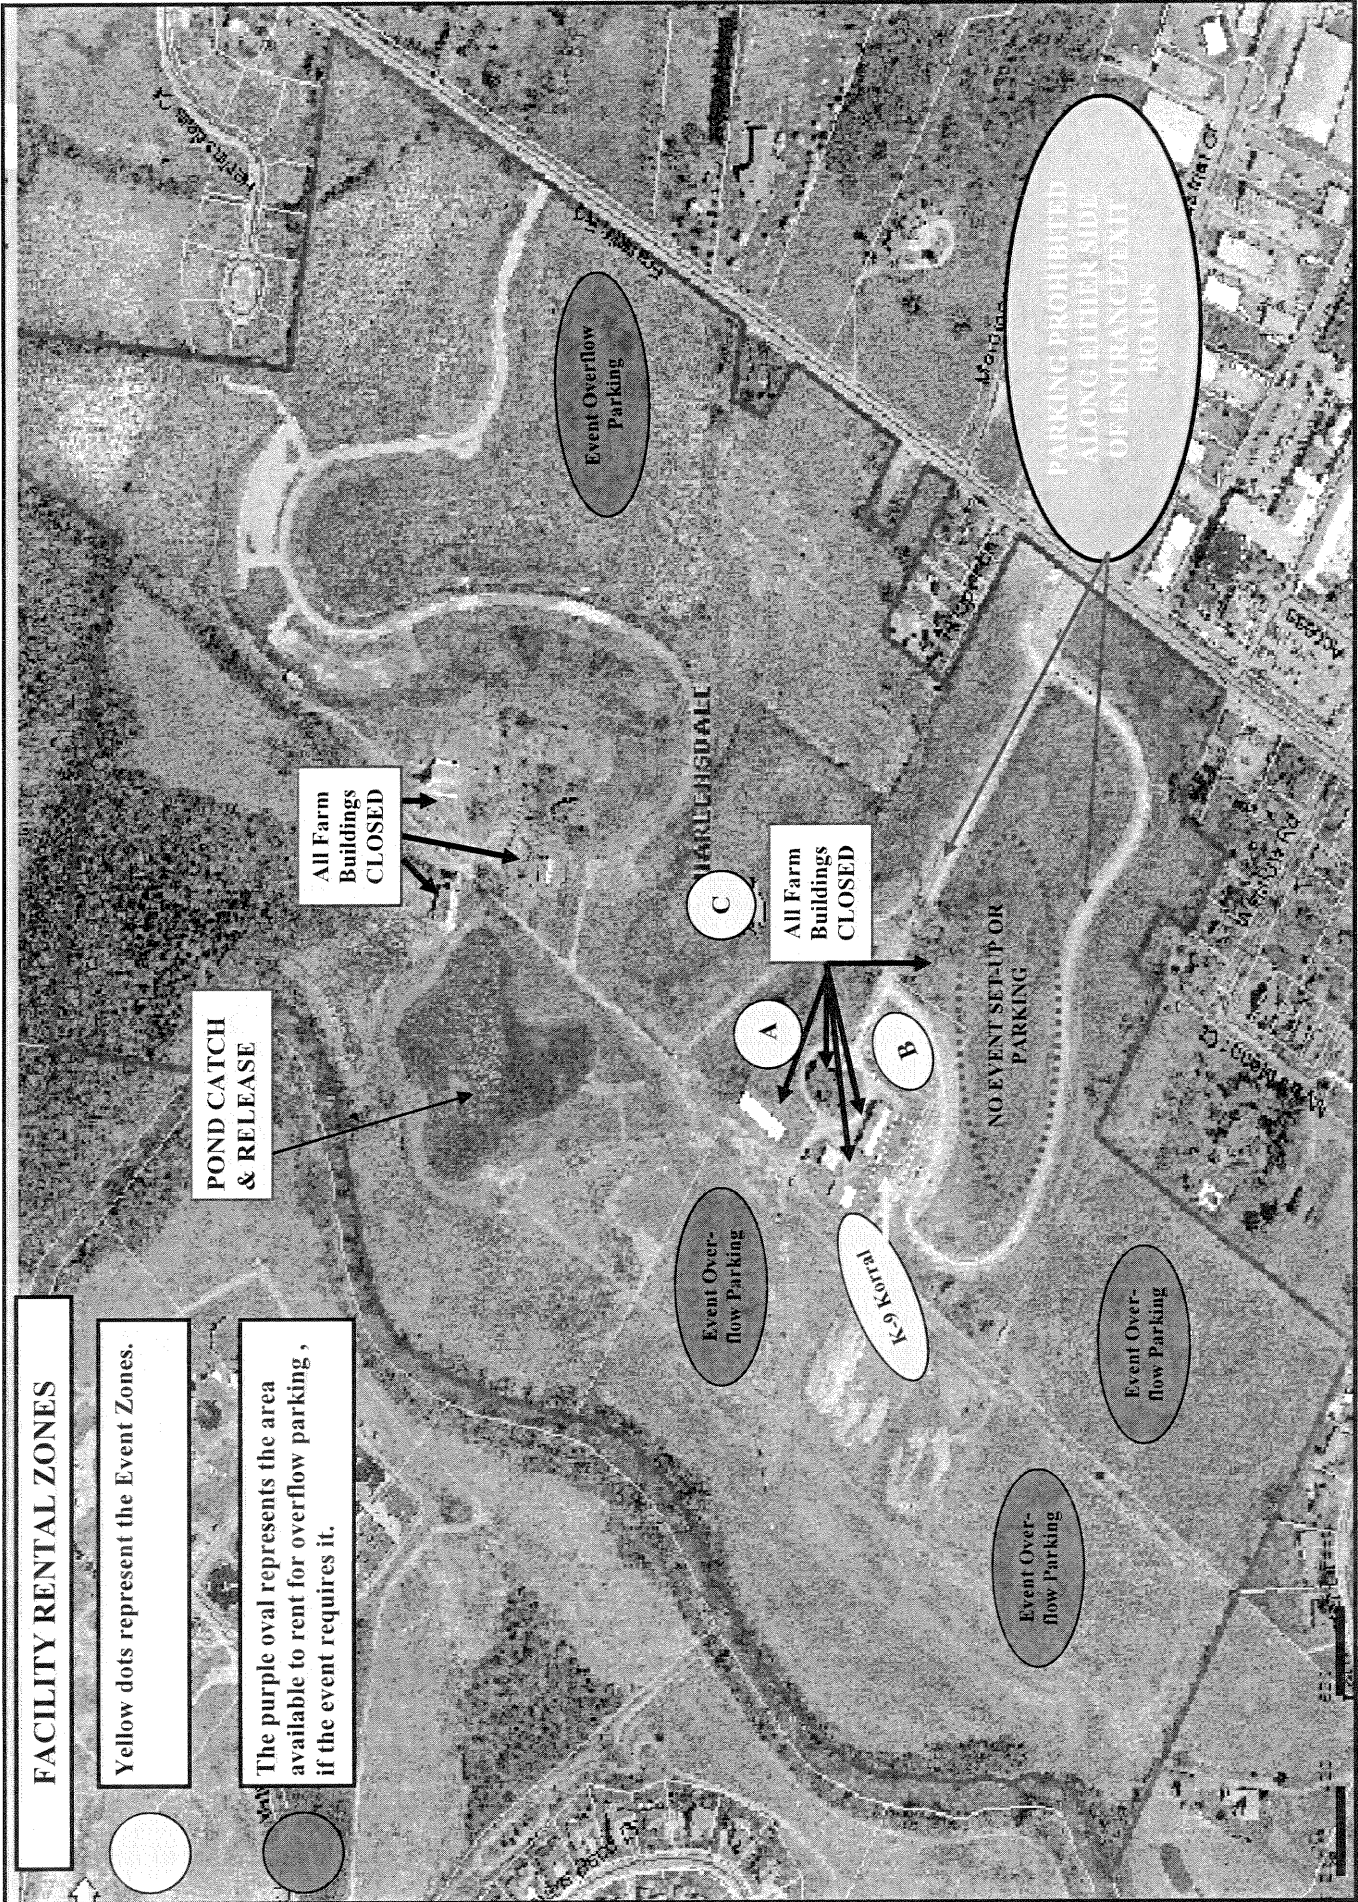 FACILITY RENTAL ZONES
Yellow dots represent the Event Zones.
The purple oval represents the area
available to rent for overflow parking ,
if the event requires it.
POND CATCH
& RELEASE
All Farm
Buildings
CLOSED
Event Overflow
Parking
HARLINSDALE
C
A
B
All Farm
Buildings
CLOSED
Event Over-
flow Parking
K-9 Korral
NO EVENT SET-UP OR
PARKING
PARKING PROHIBITED
ALONG EITHER SIDE
OF ENTRANCE/EXIT
ROADS
Event Over-
flow Parking
Event Over-
flow Parking